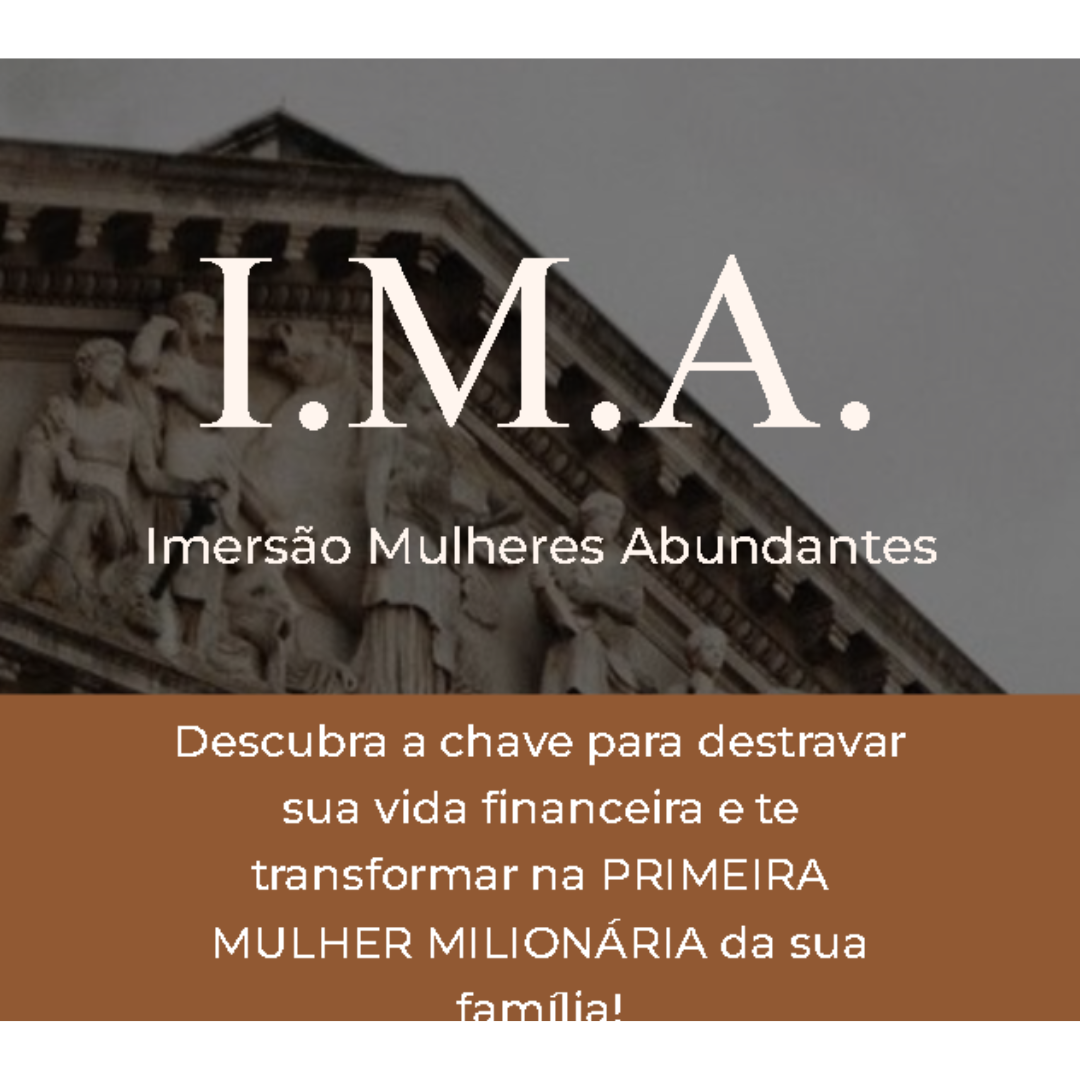 I.M.A.
Imersão Mulheres Abundantes
Descubra a chave para destravar
sua vida financeira e te
transformar na PRIMEIRA
MULHER MILIONÁRIA da sua
família!